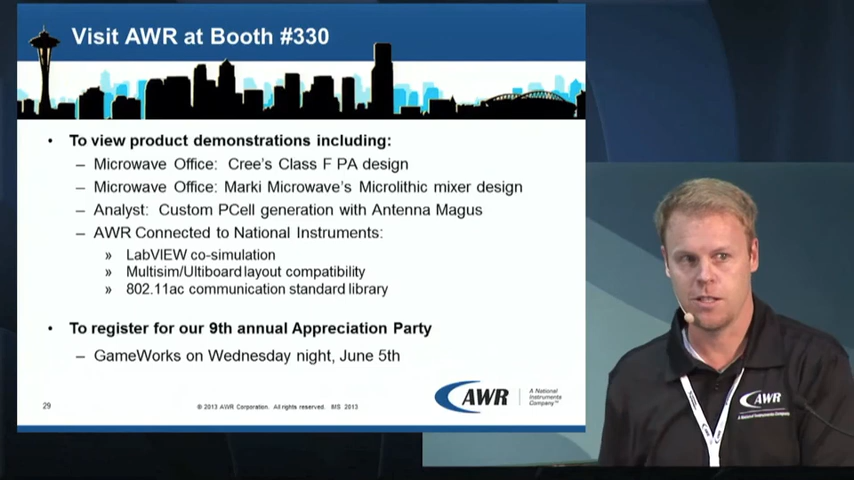 Visit AWR at Booth #330
• To view product demonstrations including:
– Microwave Office: Cree's Class F PA design
– Microwave Office: Marki Microwave's Microlithic mixer design
– Analyst: Custom PCell generation with Antenna Magus
– AWR Connected to National Instruments:
» LabVIEW co-simulation
» Multisim/Ultiboard layout compatibility
» 802.11ac communication standard library
• To register for our 9th annual Appreciation Party
– GameWorks on Wednesday night, June 5th
29
© 2013 AWR Corporation. All rights reserved. IMS 2013
AWR
A National
Instruments
Company™
AWR
A National Instruments Company